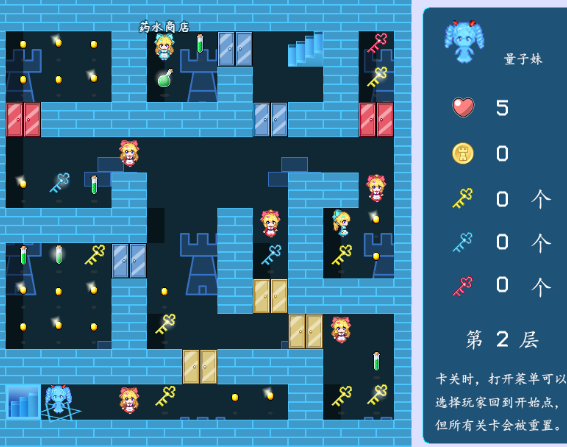 药水商店
量子妹
5
0
0 个
0 个
0 个
第 2 层
卡关时，打开菜单可以
选择玩家回到开始点，
但所有关卡会被重置。